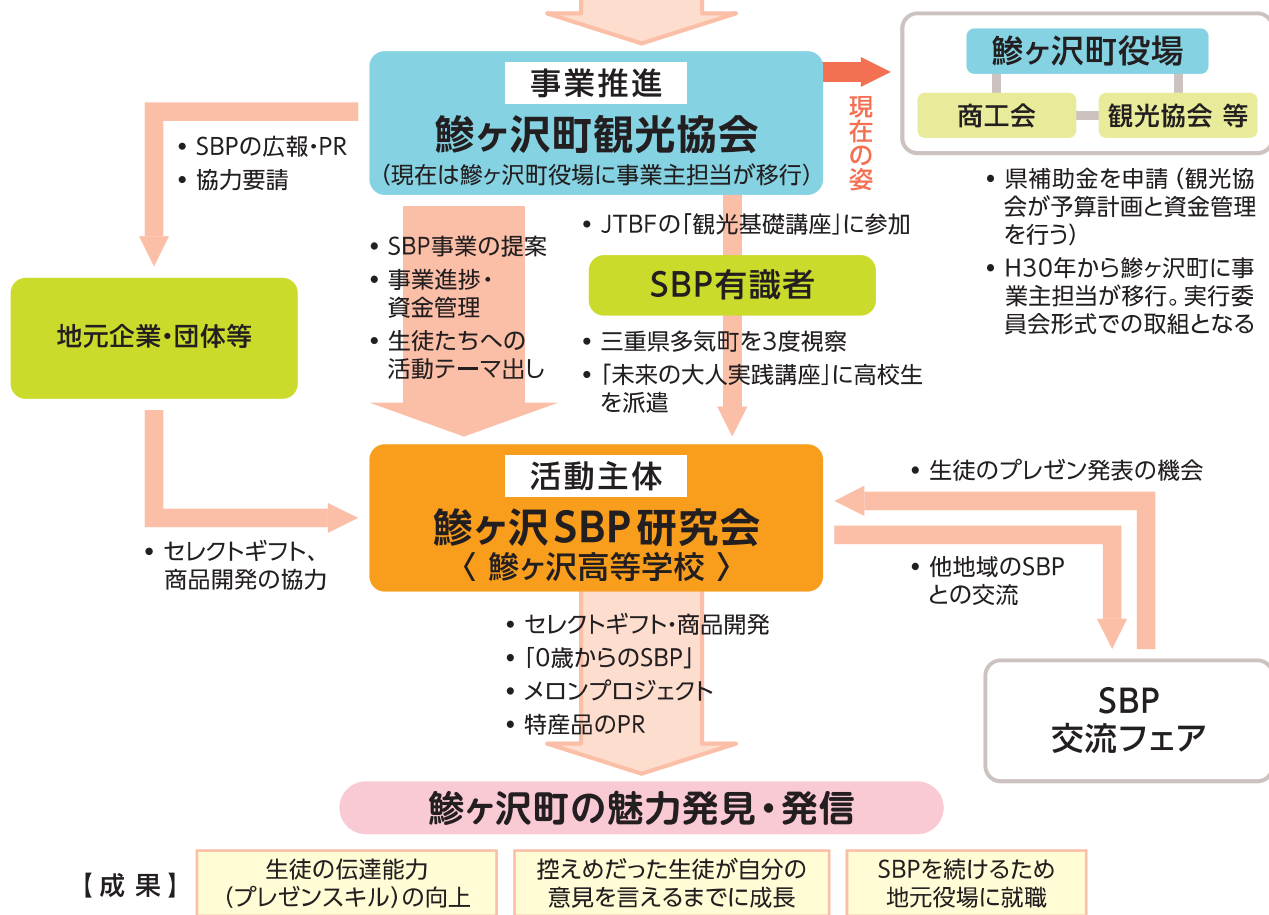 事業推進
鰺ヶ沢町観光協会
(現在は鰺ヶ沢町役場に事業主担当が移行)
現在の姿
鰺ヶ沢町役場
商工会
観光協会 等
• 県補助金を申請 (観光協
会が予算計画と資金管理
を行う)
• H30年から鰺ヶ沢町に事
業主担当が移行。実行委
員会形式での取組となる
• SBPの広報・PR
• 協力要請
• SBP事業の提案
• 事業進捗・
資金管理
• 生徒たちへの
活動テーマ出し
• JTBFの「観光基礎講座」に参加
SBP有識者
• 三重県多気町を3度視察
• 「未来の大人実践講座」に高校生
を派遣
地元企業・団体等
• セレクトギフト、
商品開発の協力
活動主体
鰺ヶ沢SBP研究会
〈 鰺ヶ沢高等学校 〉
• 生徒のプレゼン発表の機会
• 他地域のSBP
との交流
SBP
交流フェア
• セレクトギフト・商品開発
• 「0歳からのSBP」
• メロンプロジェクト
• 特産品のPR
鰺ヶ沢町の魅力発見・発信
【成 果】
生徒の伝達能力
(プレゼンスキル)の向上
控えめだった生徒が自分の
意見を言えるまでに成長
SBPを続けるため
地元役場に就職